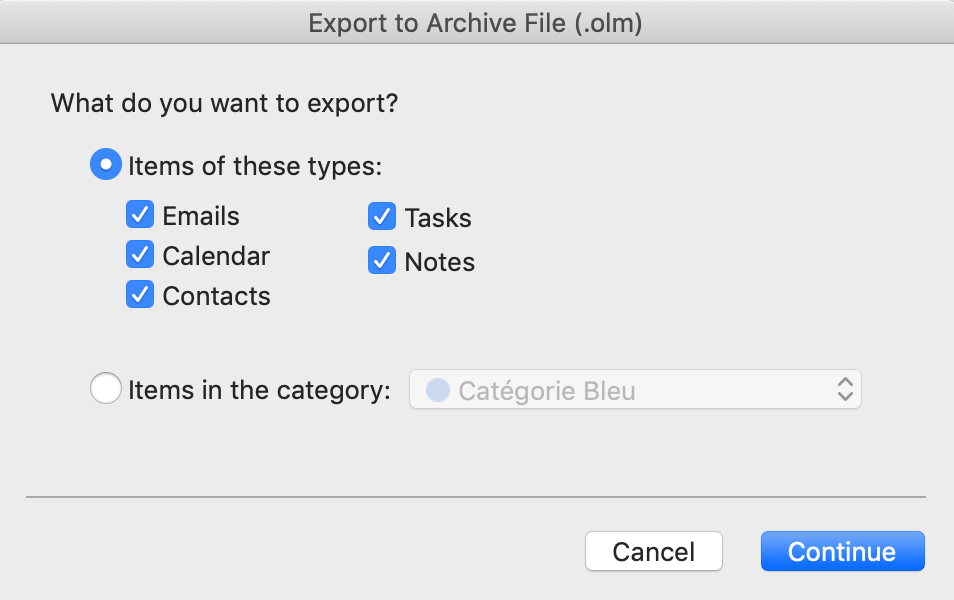 Export to Archive File (.olm)
What do you want to export?
Items of these types:
Emails
Tasks
Calendar
Notes
Contacts
Items in the category:
Catégorie Bleu
Cancel
Continue